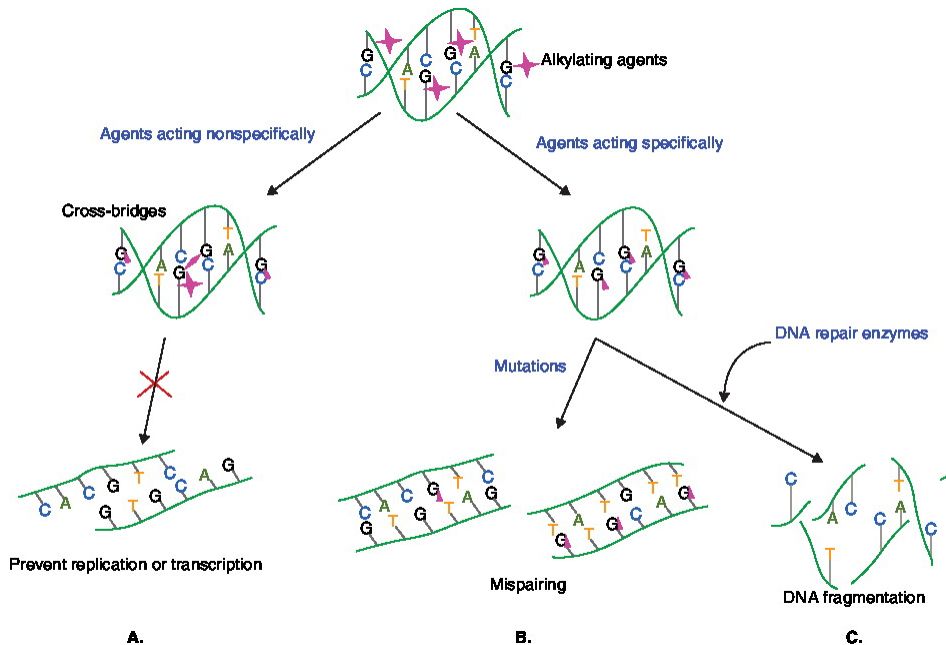 Alkylating agents
Agents acting nonspecifically
Agents acting specifically
G C A T C G G C T A G C
Cross-bridges
G C A T C G G C T A G C
G C A T C G G C T A G C
Mutations
DNA repair enzymes
C A C G T C C A G
G T G
C A C G T C
G T G T A G
T A T G T T G
G T G C A
C A T C C T A C
Prevent replication or transcription
Mispairing
DNA fragmentation
A.
B.
C.